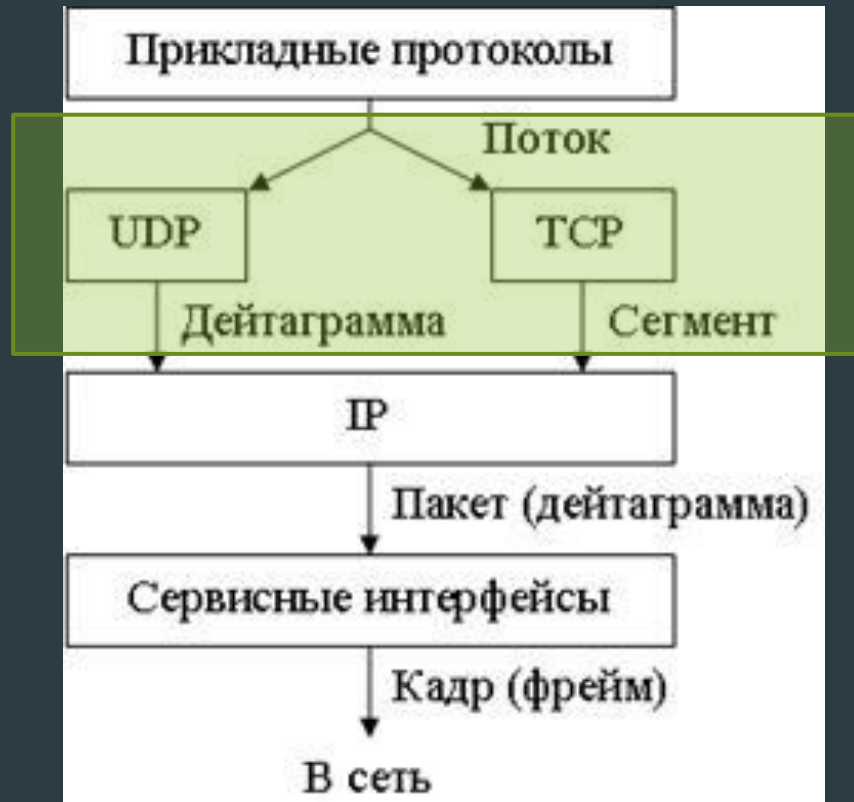 Прикладные протоколы
Поток
UDP
TCP
Дейтаграмма
Сегмент
IP
Пакет (дейтаграмма)
Сервисные интерфейсы
Кадр (фрейм)
В сеть